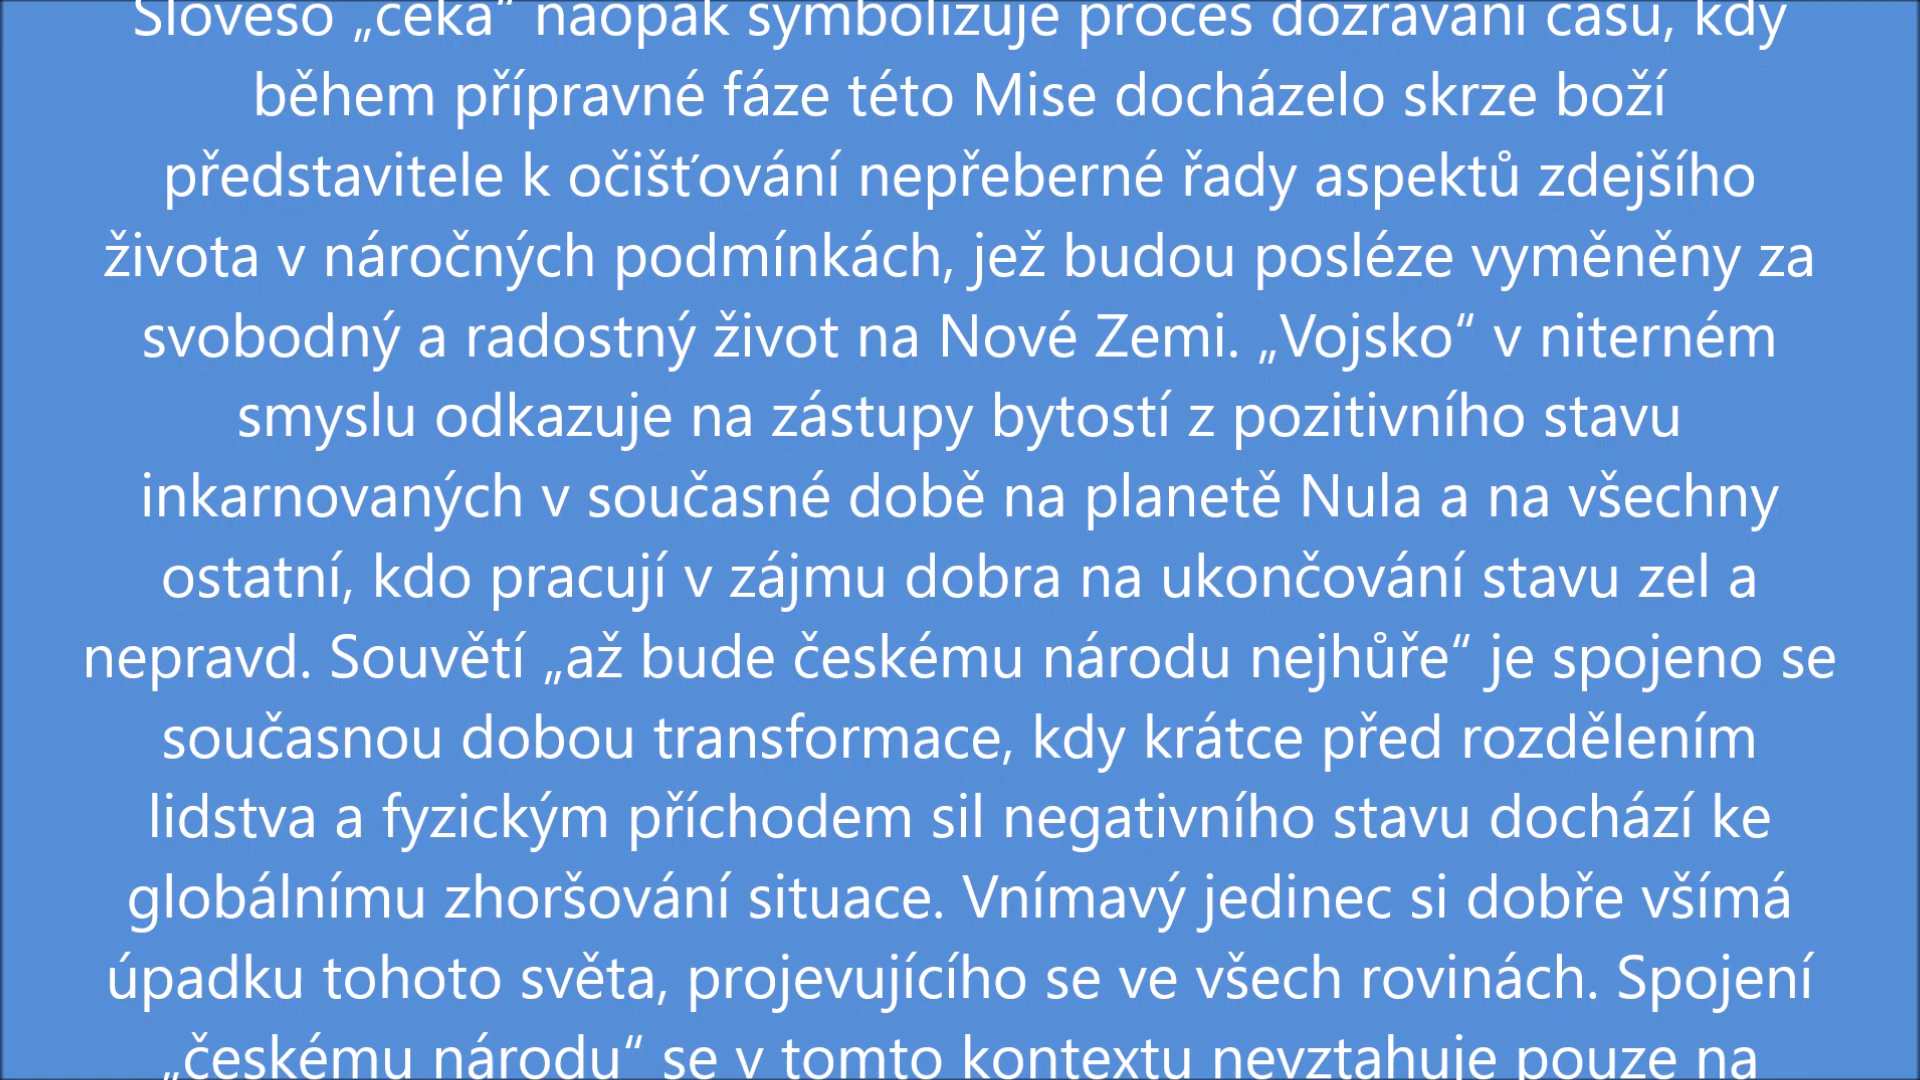 Sloveso „čeká“ naopak symbolizuje proces dozrávání času, kdy
během přípravné fáze této Mise docházelo skrze boží
představitele k očišťování nepřeberné řady aspektů zdejšího
života v náročných podmínkách, jež budou posléze vyměněny za
svobodný a radostný život na Nové Zemi. „Vojsko“ v niterném
smyslu odkazuje na zástupy bytostí z pozitivního stavu
inkarnovaných v současné době na planetě Nula a na všechny
ostatní, kdo pracují v zájmu dobra na ukončování stavu zel a
nepravd. Souvětí „až bude českému národu nejhůře“ je spojeno se
současnou dobou transformace, kdy krátce před rozdělením
lidstva a fyzickým příchodem sil negativního stavu dochází ke
globálnímu zhoršování situace. Vnímavý jedinec si dobře všímá
úpadku tohoto světa, projevujícího se ve všech rovinách. Spojení
„českému národu“ se v tomto kontextu nevztahuje pouze na